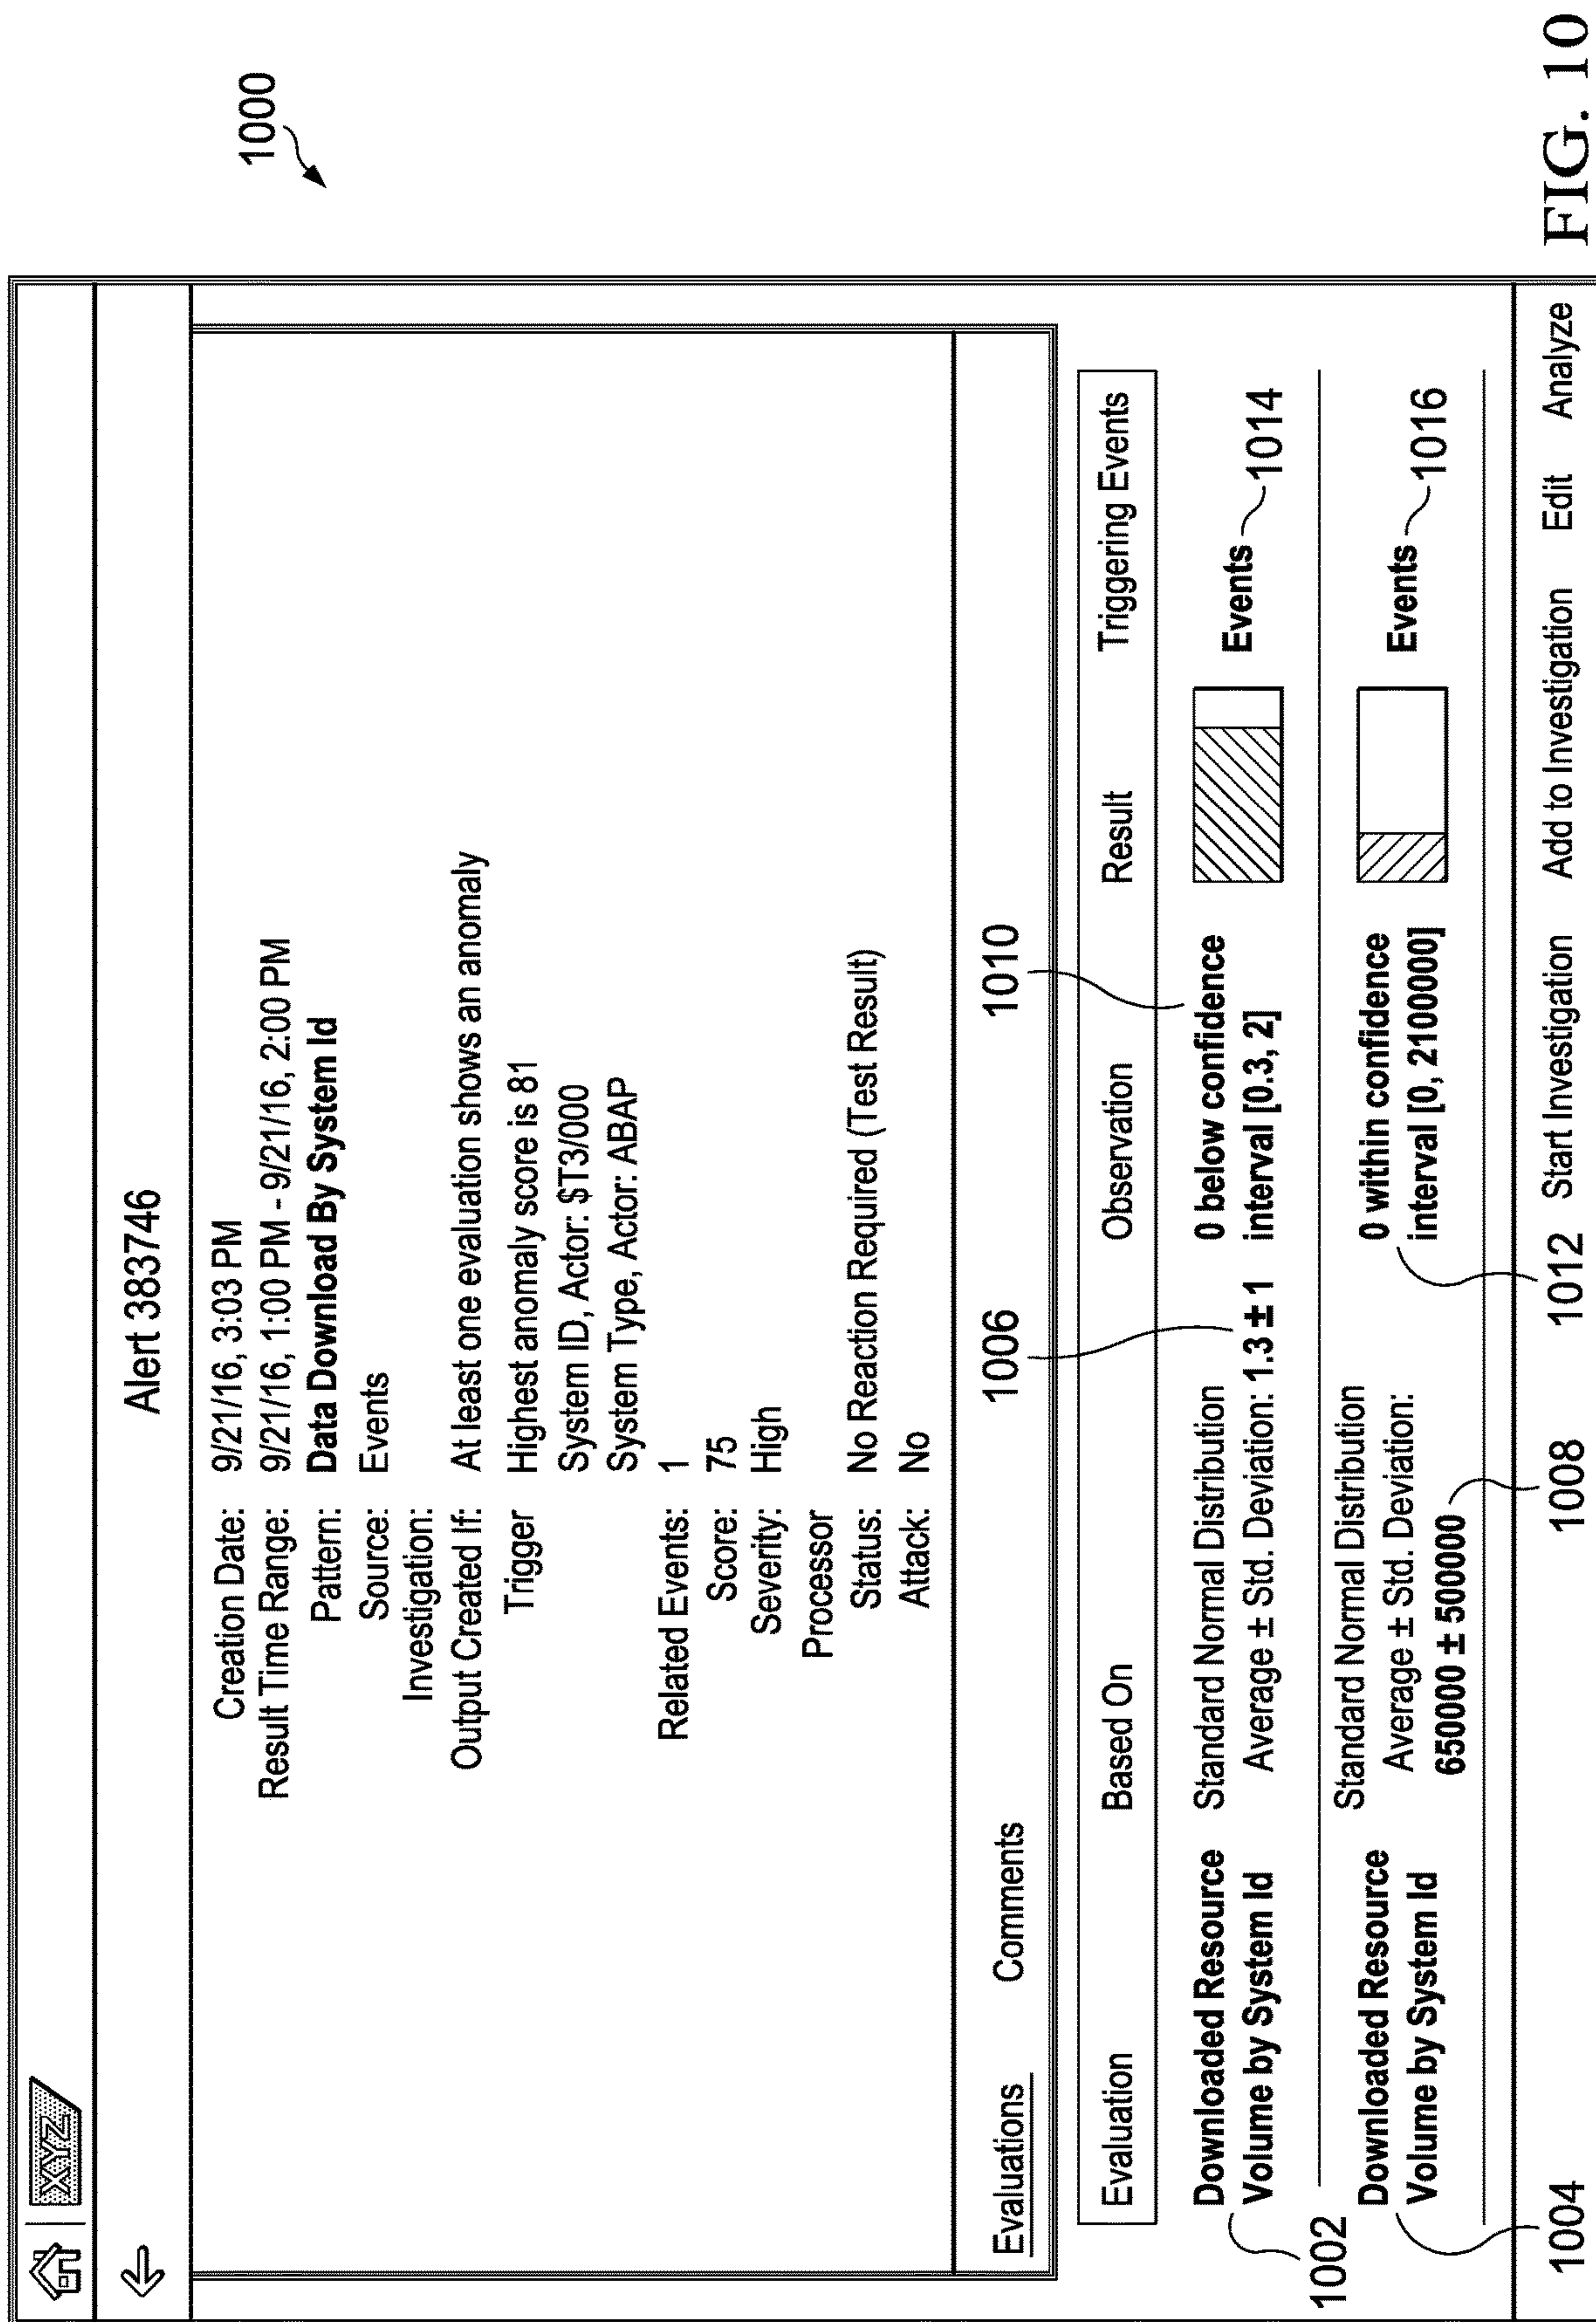 1000
XYZ
Alert 383746
Creation Date: 9/21/16, 3:03 PM
Result Time Range: 9/21/16, 1:00 PM - 9/21/16, 2:00 PM
Pattern: Data Download By System Id
Source: Events
Investigation:
Output Created If: At least one evaluation shows an anomaly
Trigger Highest anomaly score is 81
System ID, Actor: $T3/000
System Type, Actor: ABAP
Related Events: 1
Score: 75
Severity: High
Processor
Status: No Reaction Required (Test Result)
Attack: No
Evaluations Comments 1006 1010
Evaluation Based On Observation Result Triggering Events
Downloaded Resource Standard Normal Distribution 0 below confidence Events 1014
Volume by System Id Average ± Std. Deviation: 1.3 ± 1 interval [0.3, 2]
1002
Downloaded Resource Standard Normal Distribution 0 within confidence Events 1016
Volume by System Id Average ± Std. Deviation: interval [0, 2100000]
650000 ± 500000
1004 1008 1012 Start Investigation Add to Investigation Edit Analyze
FIG. 10